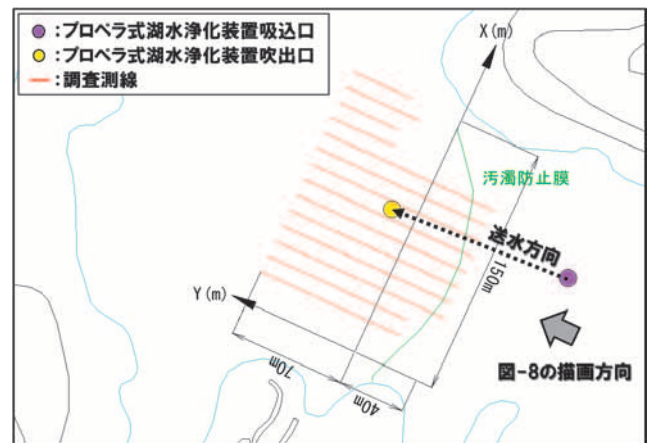 :プロペラ式湖水浄化装置吸込口
:プロペラ式湖水浄化装置吹出口
:調査測線
X(m)
汚濁防止膜
送水方向
150m
Y(m)
図-8の描画方向
70m
40m